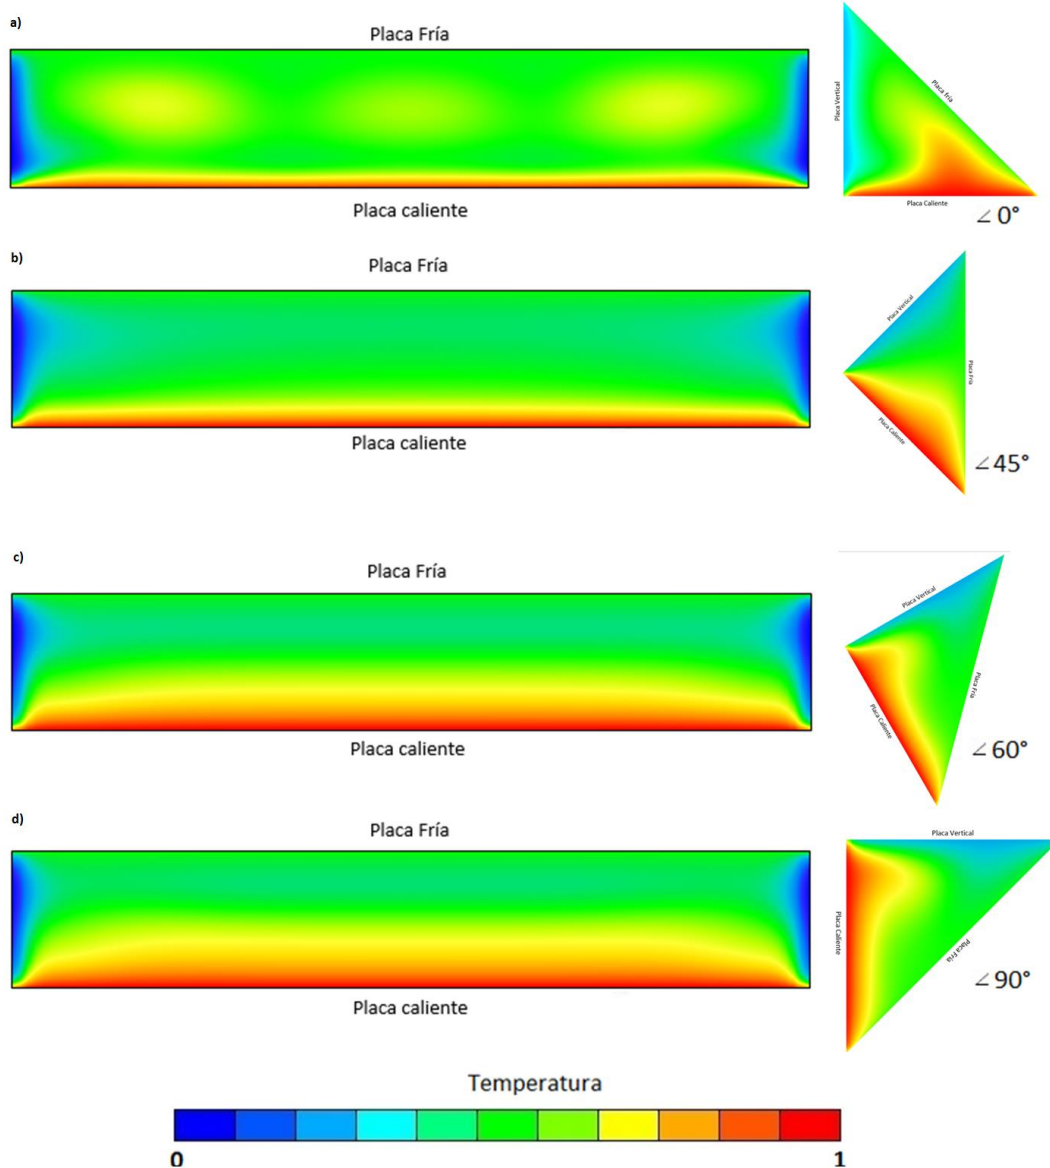 a)
Placa Fría
Placa caliente
Placa Vertical
Placa fría
Placa Caliente
∠0°
b)
Placa Fría
Placa caliente
Placa Vertical
Placa Fría
Placa Caliente
∠45°
c)
Placa Fría
Placa caliente
Placa Vertical
Placa Fría
Placa Caliente
∠60°
d)
Placa Fría
Placa caliente
Placa Vertical
Placa Caliente
Placa Fría
∠90°
Temperatura
0
1